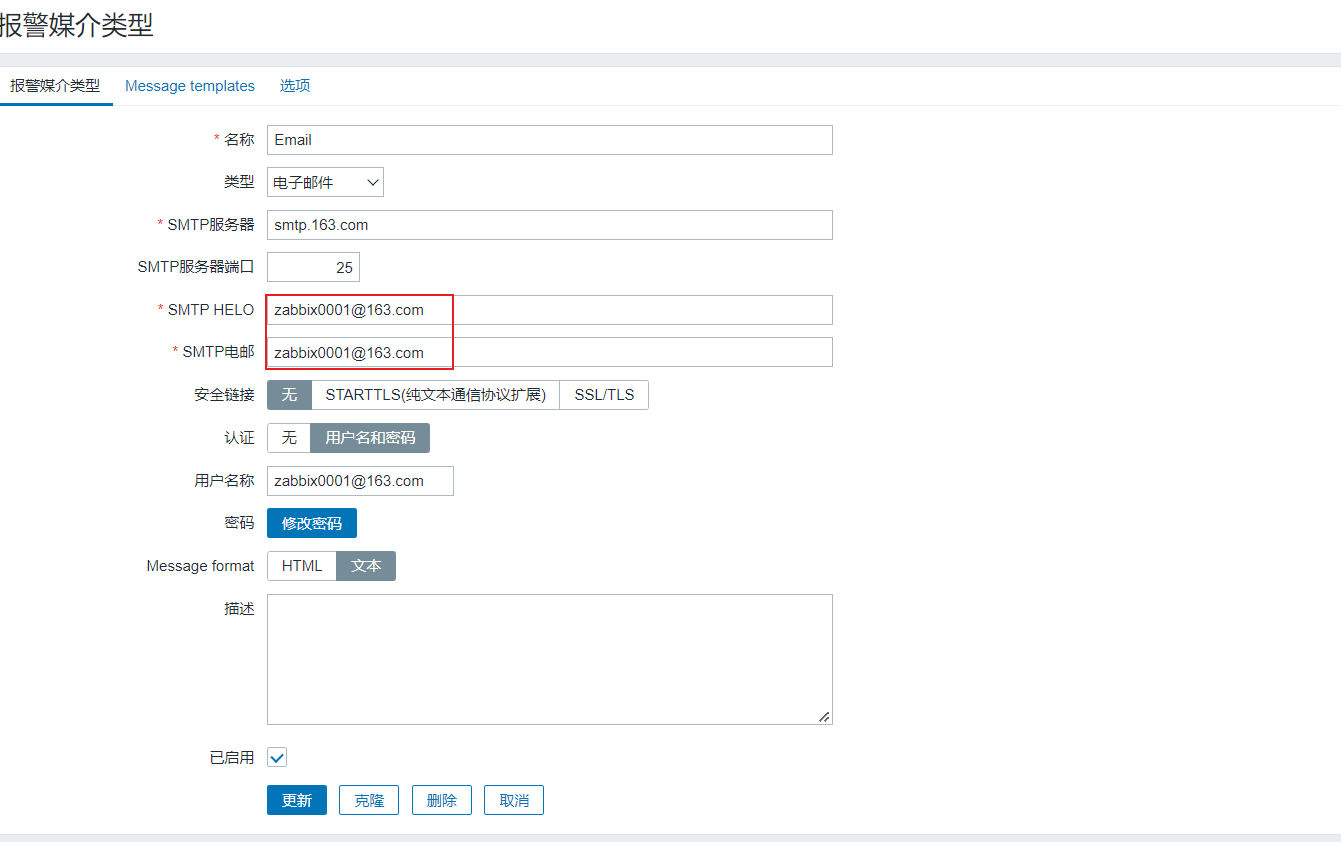 报警媒介类型
报警媒介类型 Message templates 选项
* 名称 Email
类型 电子邮件
* SMTP服务器 smtp.163.com
SMTP服务器端口 25
* SMTP HELO zabbix0001@163.com
* SMTP电邮 zabbix0001@163.com
安全链接 无 STARTTLS(纯文本通信协议扩展) SSL/TLS
认证 无 用户名和密码
用户名称 zabbix0001@163.com
密码 修改密码
Message format HTML 文本
描述
已启用
更新 克隆 删除 取消